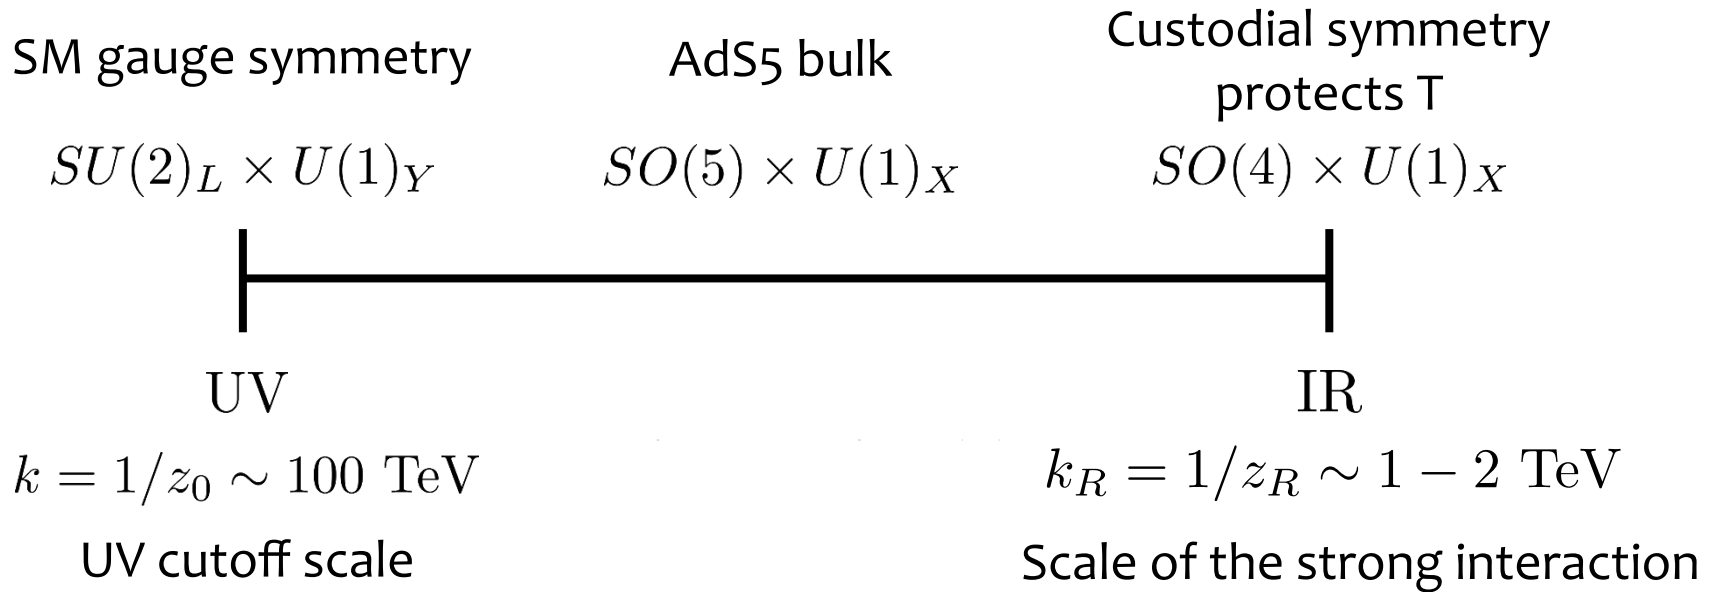 SM gauge symmetry
AdS5 bulk
Custodial symmetry
protects T
SU(2)_L × U(1)_Y
SO(5) × U(1)_X
SO(4) × U(1)_X
UV
IR
k = 1/z_0 ∼ 100 TeV
k_R = 1/z_R ∼ 1 − 2 TeV
UV cutoff scale
Scale of the strong interaction